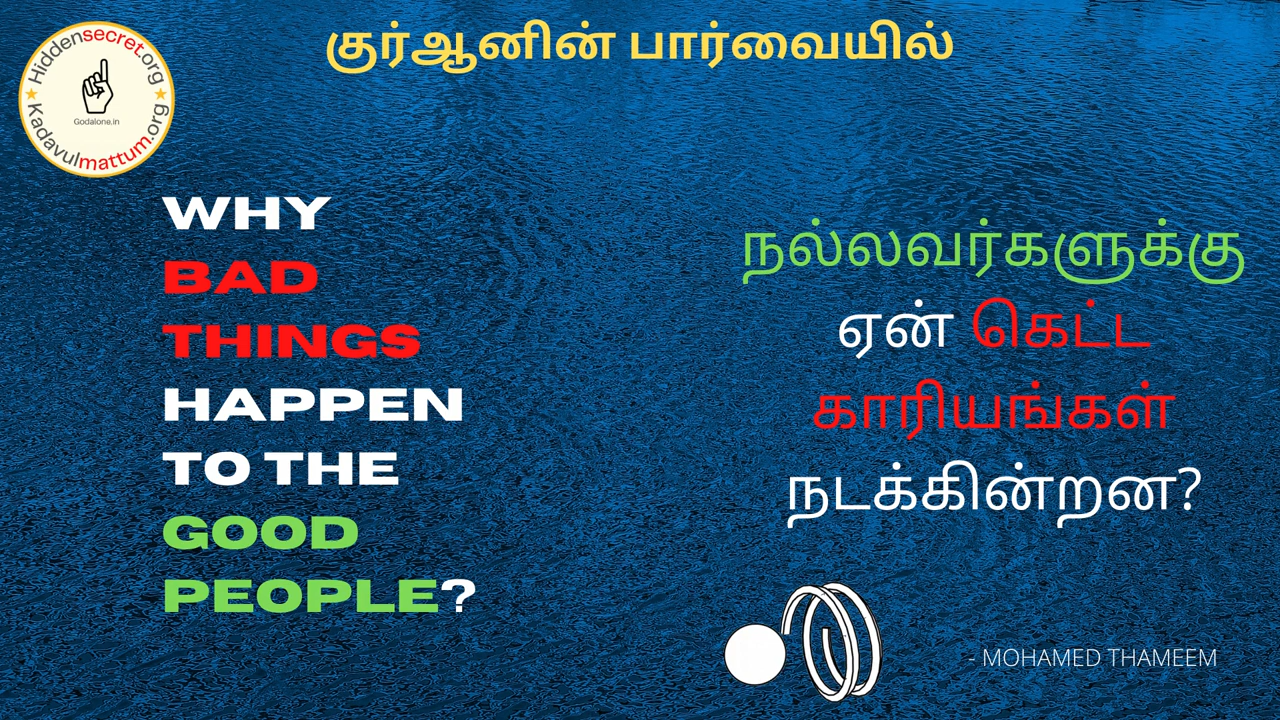 குர்ஆனின் பார்வையில்
Hiddensecret.org
Godalone.in
Kadavulmattum.org
WHY
BAD
THINGS
HAPPEN
TO THE
GOOD
PEOPLE?
நல்லவர்களுக்கு
ஏன் கெட்ட
காரியங்கள்
நடக்கின்றன?
- MOHAMED THAMEEM